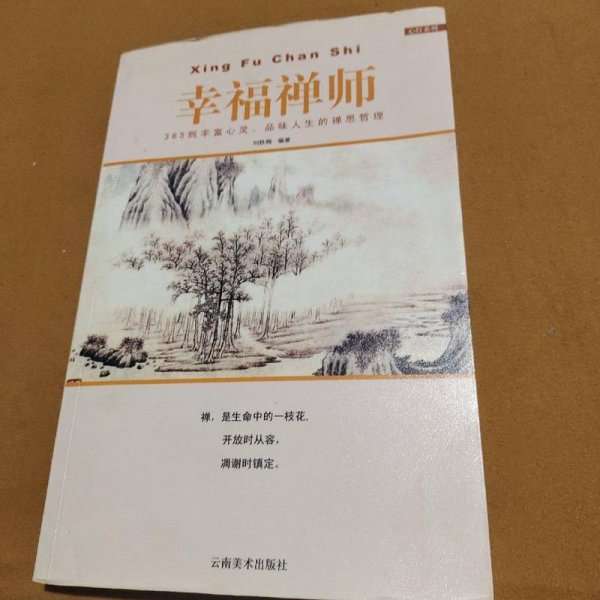 Xing Fu Chan Shi
幸福禅师
365则丰富心灵、品味人生的禅思哲理
编著
禅，是生命中的一枝花，
开放时从容，
凋谢时镇定。
云南美术出版社